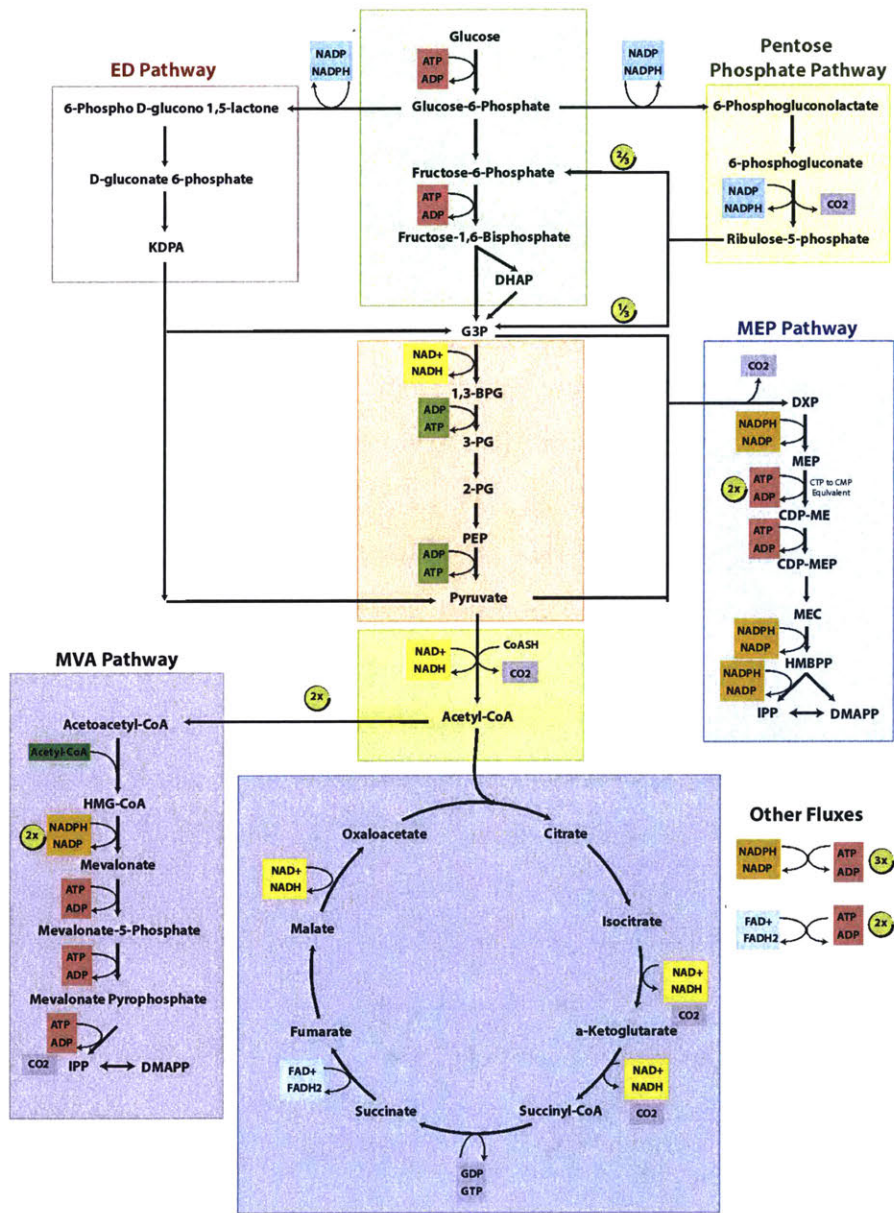 ED Pathway
NADP
NADPH
6-Phospho D-glucono 1,5-lactone
D-gluconate 6-phosphate
KDPA
Glucose
ATP
ADP
Glucose-6-Phosphate
Fructose-6-Phosphate
ATP
ADP
Fructose-1,6-Bisphosphate
DHAP
G3P
NADP
NADPH
Pentose
Phosphate Pathway
6-Phosphogluconolactate
6-phosphogluconate
NADP
NADPH
CO2
Ribulose-5-phosphate
⅔
⅓
NAD+
NADH
1,3-BPG
ADP
ATP
3-PG
2-PG
PEP
ADP
ATP
Pyruvate
MEP Pathway
CO2
DXP
NADPH
NADP
MEP
2x
ATP
ADP
CTP to CMP
Equivalent
CDP-ME
ATP
ADP
CDP-MEP
MEC
NADPH
NADP
HMBPP
NADPH
NADP
IPP
DMAPP
NAD+
NADH
CoASH
CO2
Acetyl-CoA
2x
MVA Pathway
Acetoacetyl-CoA
Acetyl-CoA
HMG-CoA
2x
NADPH
NADP
Mevalonate
ATP
ADP
Mevalonate-5-Phosphate
ATP
ADP
Mevalonate Pyrophosphate
ATP
ADP
CO2
IPP
DMAPP
Oxaloacetate
Citrate
Isocitrate
NAD+
NADH
CO2
a-Ketoglutarate
NAD+
NADH
CO2
Succinyl-CoA
GDP
GTP
Succinate
FAD+
FADH2
Fumarate
Malate
NAD+
NADH
Other Fluxes
NADPH
NADP
ATP
ADP
3x
FAD+
FADH2
ATP
ADP
2x